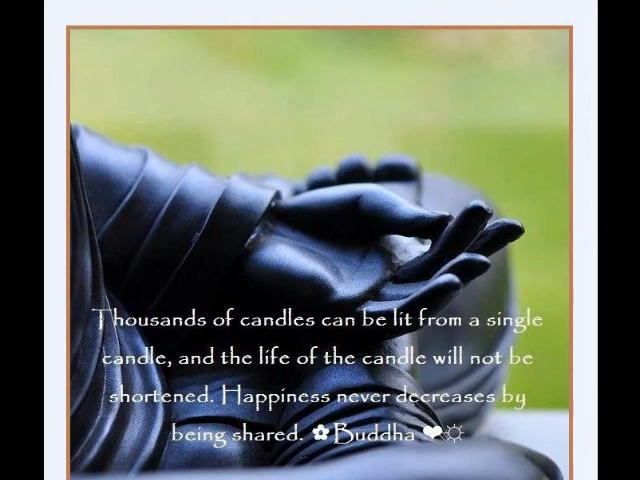 Thousands of candles can be lit from a single
candle, and the life of the candle will not be
shortened. Happiness never decreases by
being shared. ✿Buddha ❤☼